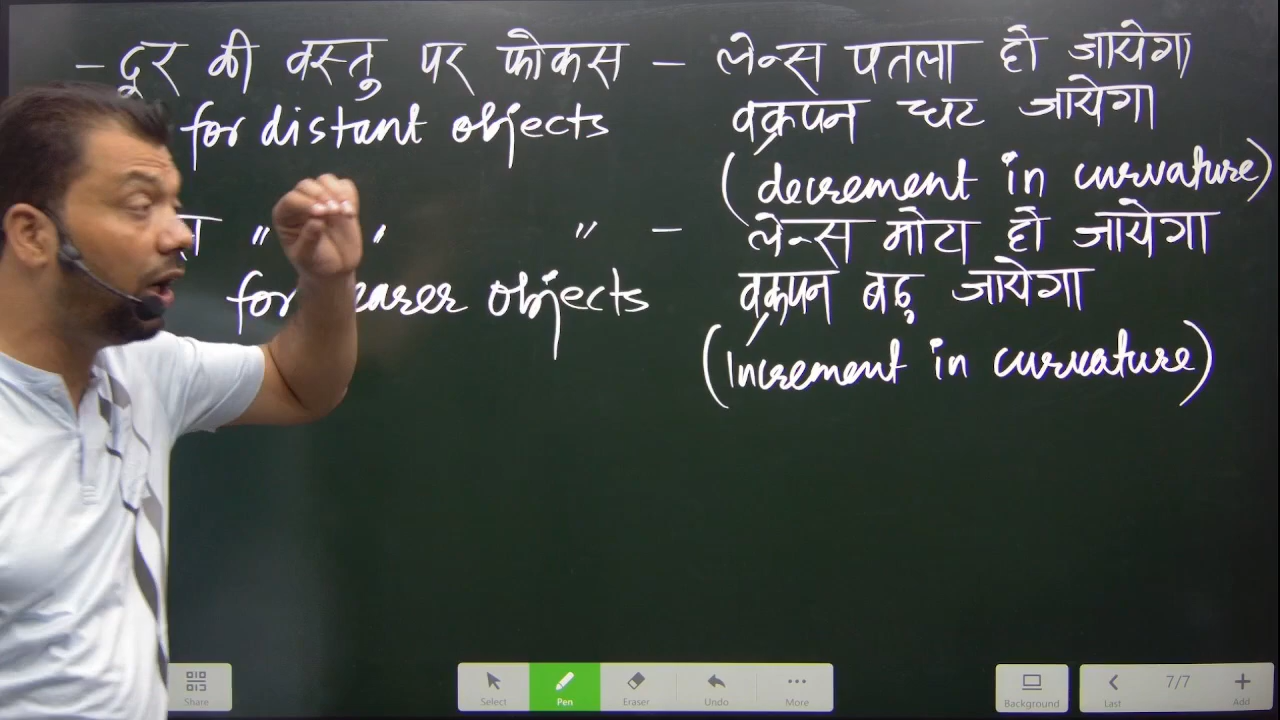 - दूर की वस्तु पर फोकस - लेन्स पतला हो जायेगा
वक्रपन घट जायेगा
for distant objects
(decrement in curvature)
" " " - लेन्स मोटा हो जायेगा
वक्रपन बढ़ जायेगा
for objects
(Increment in curvature)
Share
Select Pen Eraser Undo More
Background
Last 7/7 Add